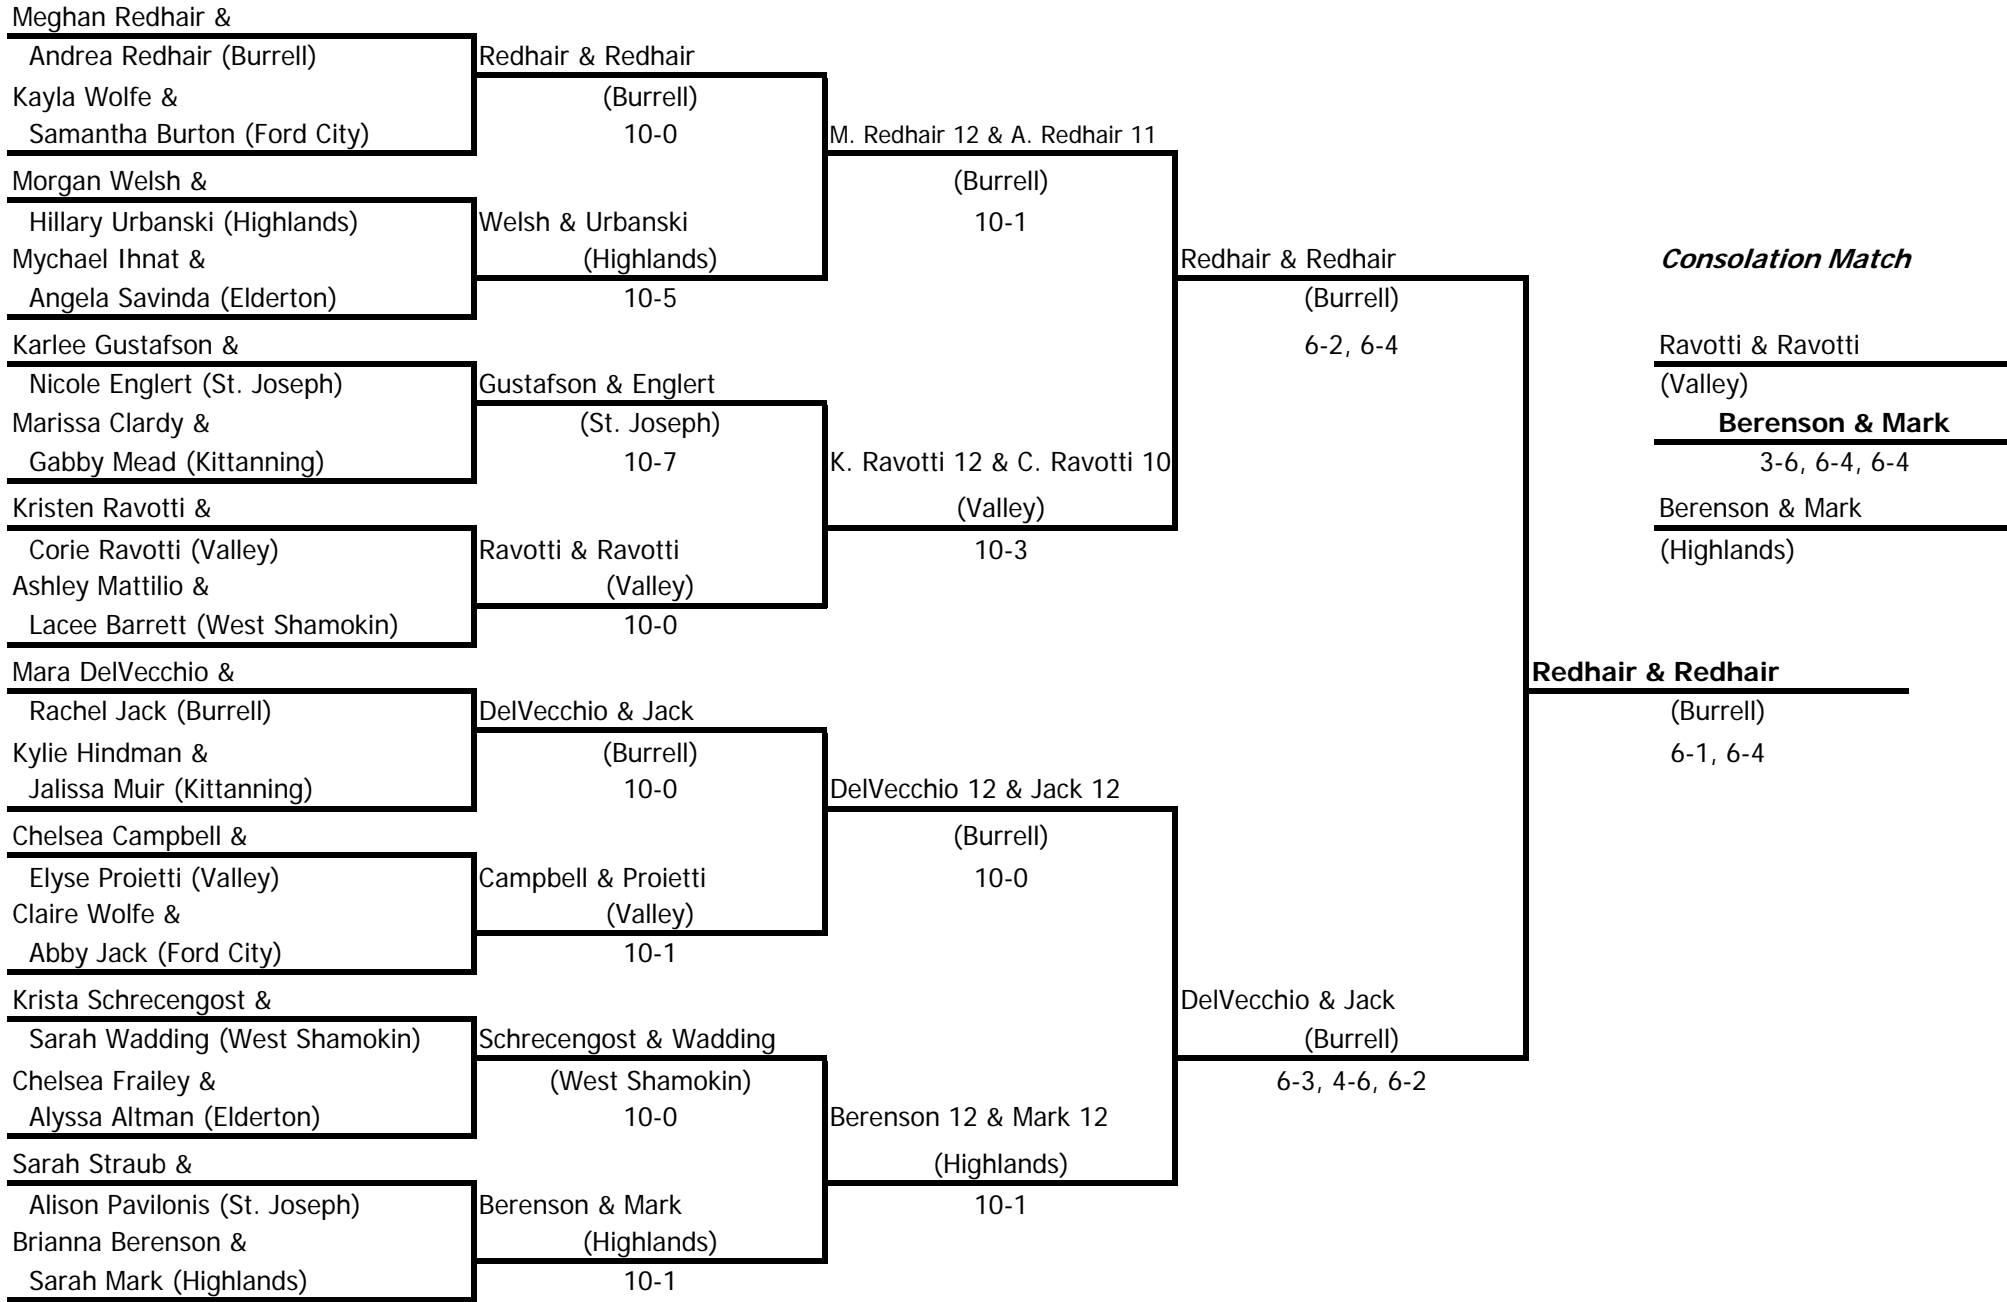 Meghan Redhair &
Andrea Redhair (Burrell)
Kayla Wolfe &
Samantha Burton (Ford City)
Morgan Welsh &
Hillary Urbanski (Highlands)
Mychael Ihnat &
Angela Savinda (Elderton)
Karlee Gustafson &
Nicole Englert (St. Joseph)
Marissa Clardy &
Gabby Mead (Kittanning)
Kristen Ravotti &
Corie Ravotti (Valley)
Ashley Mattilio &
Lacee Barrett (West Shamokin)
Mara DelVecchio &
Rachel Jack (Burrell)
Kylie Hindman &
Jalissa Muir (Kittanning)
Chelsea Campbell &
Elyse Proietti (Valley)
Claire Wolfe &
Abby Jack (Ford City)
Krista Schrecengost &
Sarah Wadding (West Shamokin)
Chelsea Frailey &
Alyssa Altman (Elderton)
Sarah Straub &
Alison Pavilonis (St. Joseph)
Brianna Berenson &
Sarah Mark (Highlands)
Redhair & Redhair
(Burrell)
10-0
Welsh & Urbanski
(Highlands)
10-5
Gustafson & Englert
(St. Joseph)
10-7
Ravotti & Ravotti
(Valley)
10-0
DelVecchio & Jack
(Burrell)
10-0
Campbell & Proietti
(Valley)
10-1
Schrecengost & Wadding
(West Shamokin)
10-0
Berenson & Mark
(Highlands)
10-1
M. Redhair 12 & A. Redhair 11
(Burrell)
10-1
K. Ravotti 12 & C. Ravotti 10
(Valley)
10-3
DelVecchio 12 & Jack 12
(Burrell)
10-0
Berenson 12 & Mark 12
(Highlands)
10-1
Redhair & Redhair
(Burrell)
6-2, 6-4
DelVecchio & Jack
(Burrell)
6-3, 4-6, 6-2
Redhair & Redhair
(Burrell)
6-1, 6-4
Consolation Match
Ravotti & Ravotti
(Valley)
Berenson & Mark
3-6, 6-4, 6-4
Berenson & Mark
(Highlands)